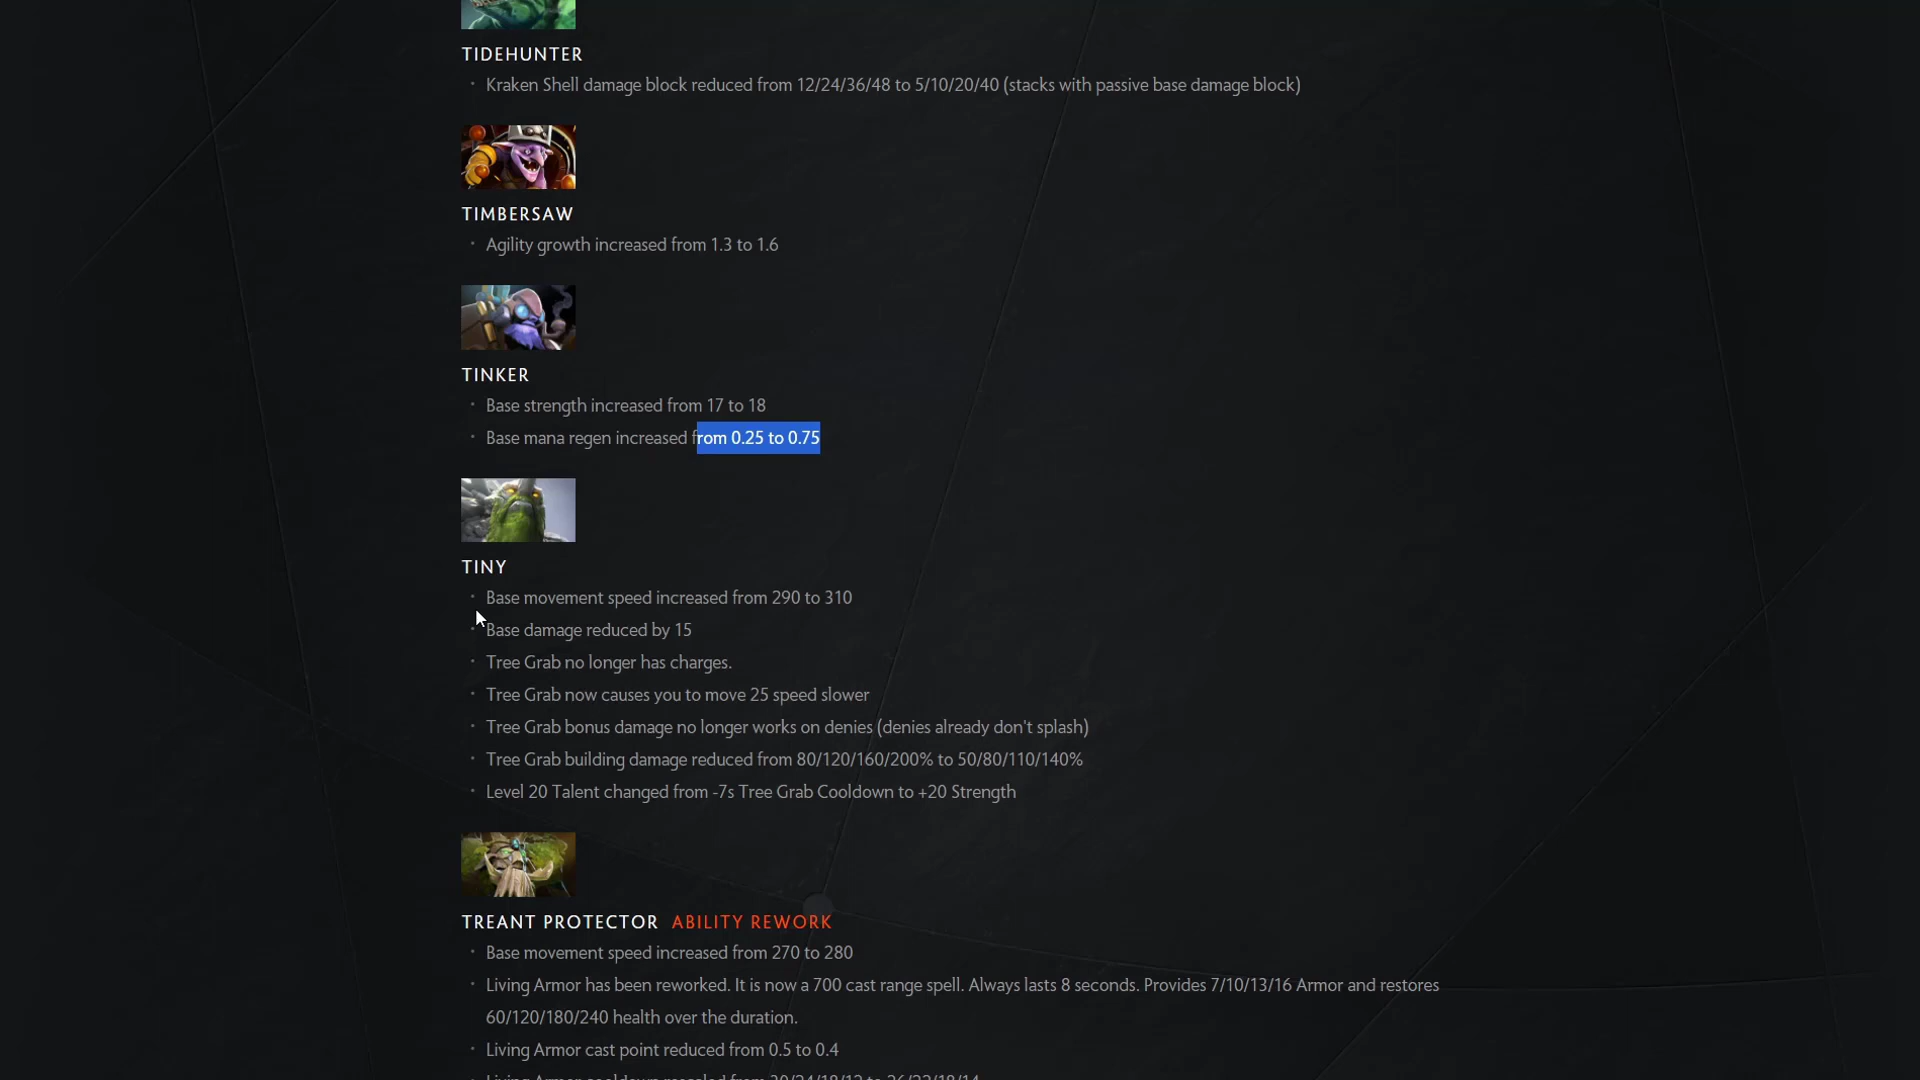 TIDEHUNTER
Kraken Shell damage block reduced from 12/24/36/48 to 5/10/20/40 (stacks with passive base damage block)
TIMBERSAW
Agility growth increased from 1.3 to 1.6
TINKER
Base strength increased from 17 to 18
Base mana regen increased from 0.25 to 0.75
TINY
Base movement speed increased from 290 to 310
Base damage reduced by 15
Tree Grab no longer has charges.
Tree Grab now causes you to move 25 speed slower
Tree Grab bonus damage no longer works on denies (denies already don't splash)
Tree Grab building damage reduced from 80/120/160/200% to 50/80/110/140%
Level 20 Talent changed from -7s Tree Grab Cooldown to +20 Strength
TREANT PROTECTOR ABILITY REWORK
Base movement speed increased from 270 to 280
Living Armor has been reworked. It is now a 700 cast range spell. Always lasts 8 seconds. Provides 7/10/13/16 Armor and restores
60/120/180/240 health over the duration.
Living Armor cast point reduced from 0.5 to 0.4